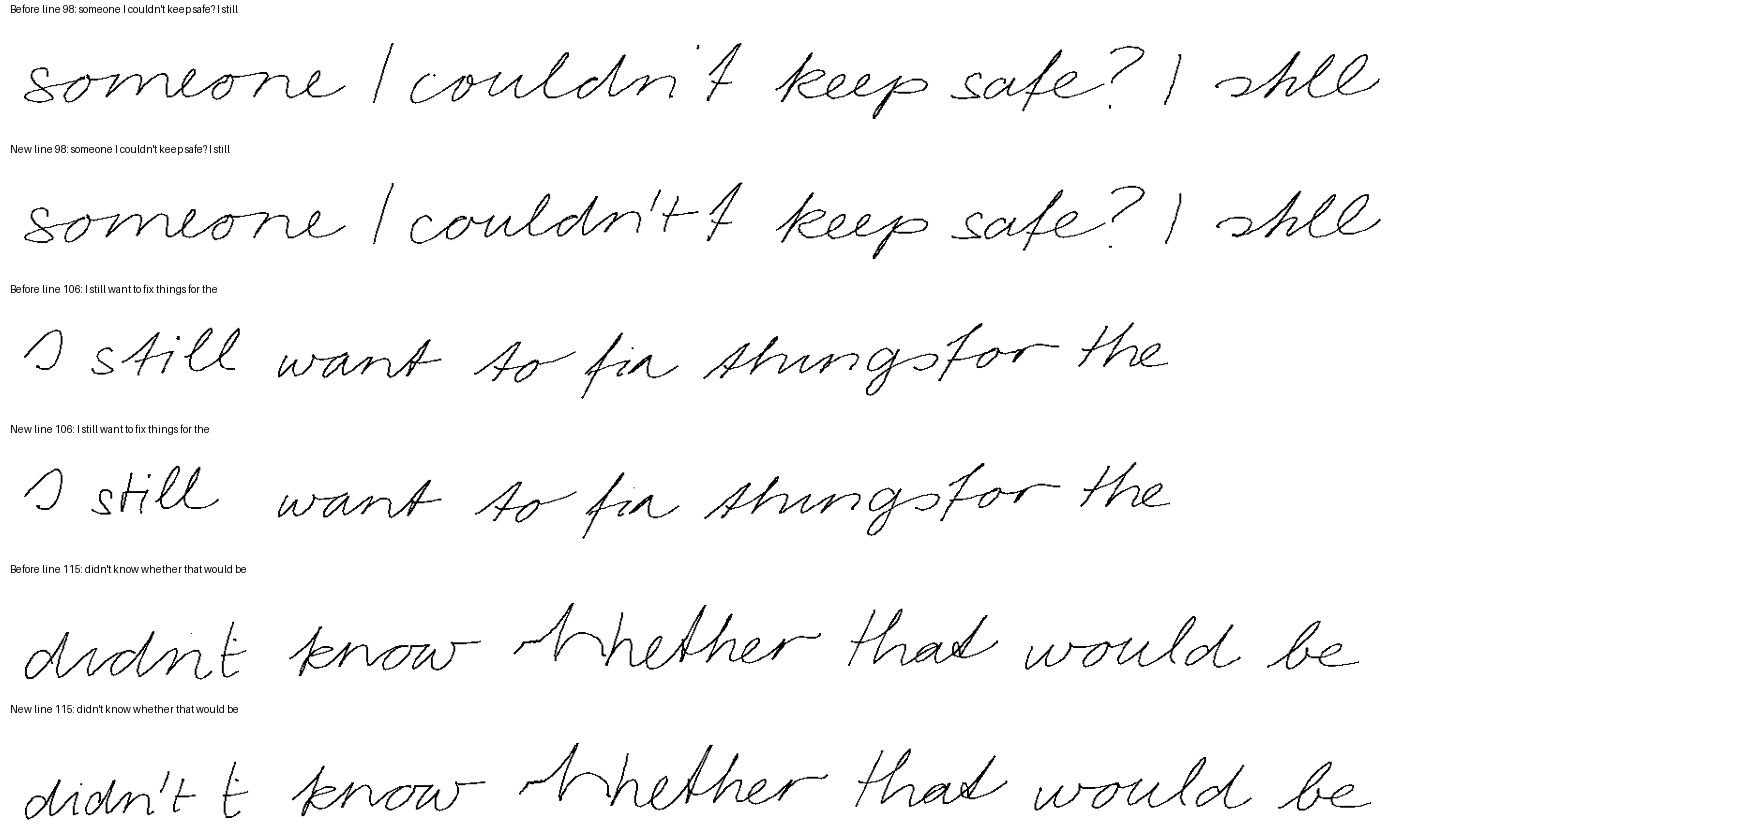 Before line 98: someone I couldn't keep safe? I still
someone I couldn't keep safe? I still
New line 98: someone I couldn't keep safe? I still
someone I couldn't t keep safe? I still
Before line 106: I still want to fix things for the
I still want to fix things for the
New line 106: I still want to fix things for the
I still want to fix things for the
Before line 115: didn't know whether that would be
didnt know whether that would be
New line 115: didn't know whether that would be
didn't t know whether that would be